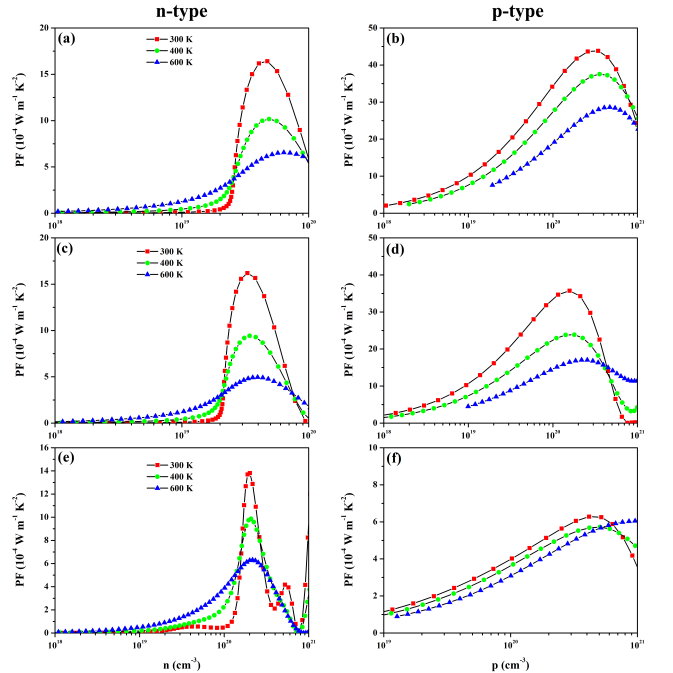 n-type p-type
(a)
300 K
400 K
600 K
PF (10⁻⁴ W m⁻¹ K⁻²)
20
15
10
5
0
10¹⁸ 10¹⁹ 10²⁰
(b)
PF (10⁻⁴ W m⁻¹ K⁻²)
50
40
30
20
10
0
10¹⁸ 10¹⁹ 10²⁰ 10²¹
(c)
300 K
400 K
600 K
PF (10⁻⁴ W m⁻¹ K⁻²)
20
15
10
5
0
10¹⁸ 10¹⁹ 10²⁰
(d)
PF (10⁻⁴ W m⁻¹ K⁻²)
50
40
30
20
10
0
10¹⁸ 10¹⁹ 10²⁰ 10²¹
(e)
300 K
400 K
600 K
PF (10⁻⁴ W m⁻¹ K⁻²)
16
14
12
10
8
6
4
2
0
10¹⁸ 10¹⁹ 10²⁰ 10²¹
n (cm⁻³)
(f)
PF (10⁻⁴ W m⁻¹ K⁻²)
10
8
6
4
2
0
10¹⁹ 10²⁰ 10²¹
p (cm⁻³)